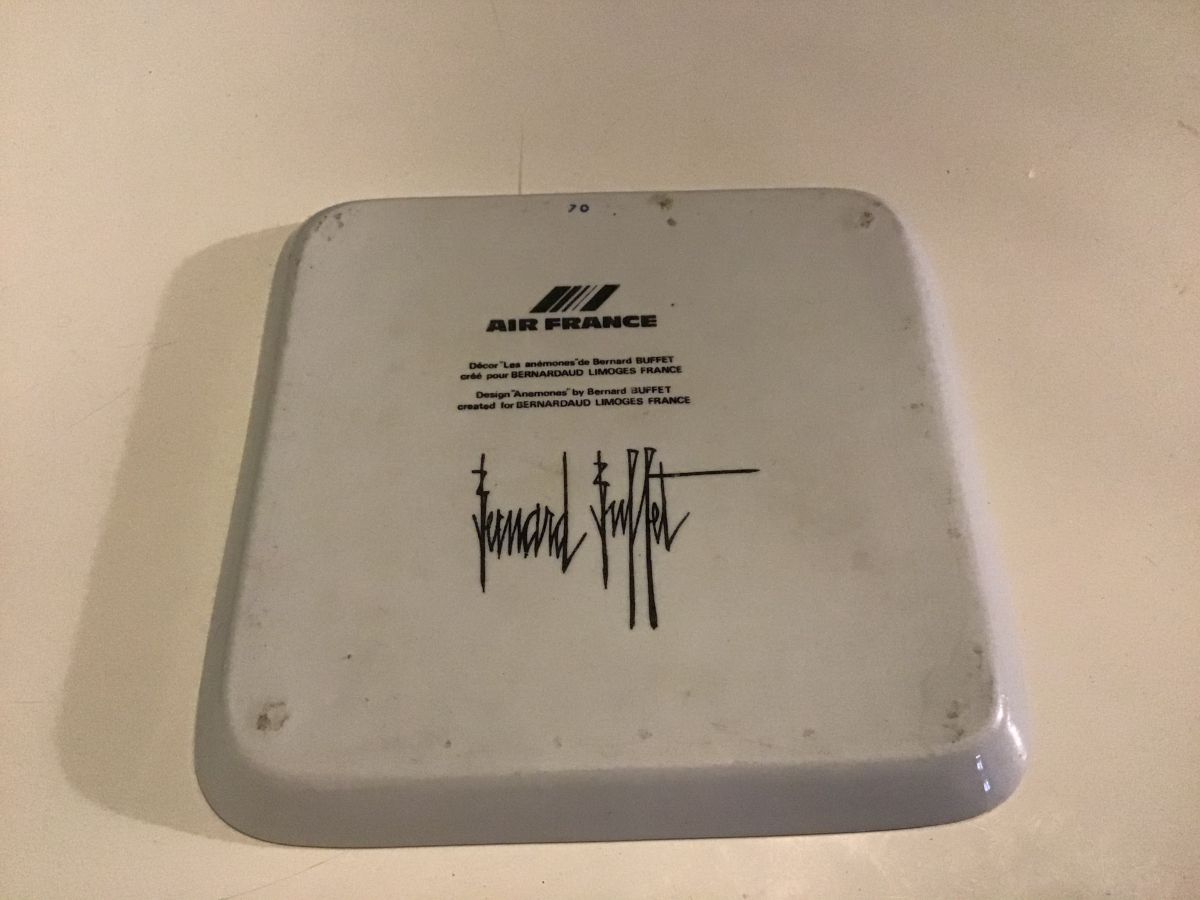 70
AIR FRANCE
Décor "Les anémones" de Bernard BUFFET
créé pour BERNARDAUD LIMOGES FRANCE
Design "Anemones" by Bernard BUFFET
created for BERNARDAUD LIMOGES FRANCE
Bernard Buffet